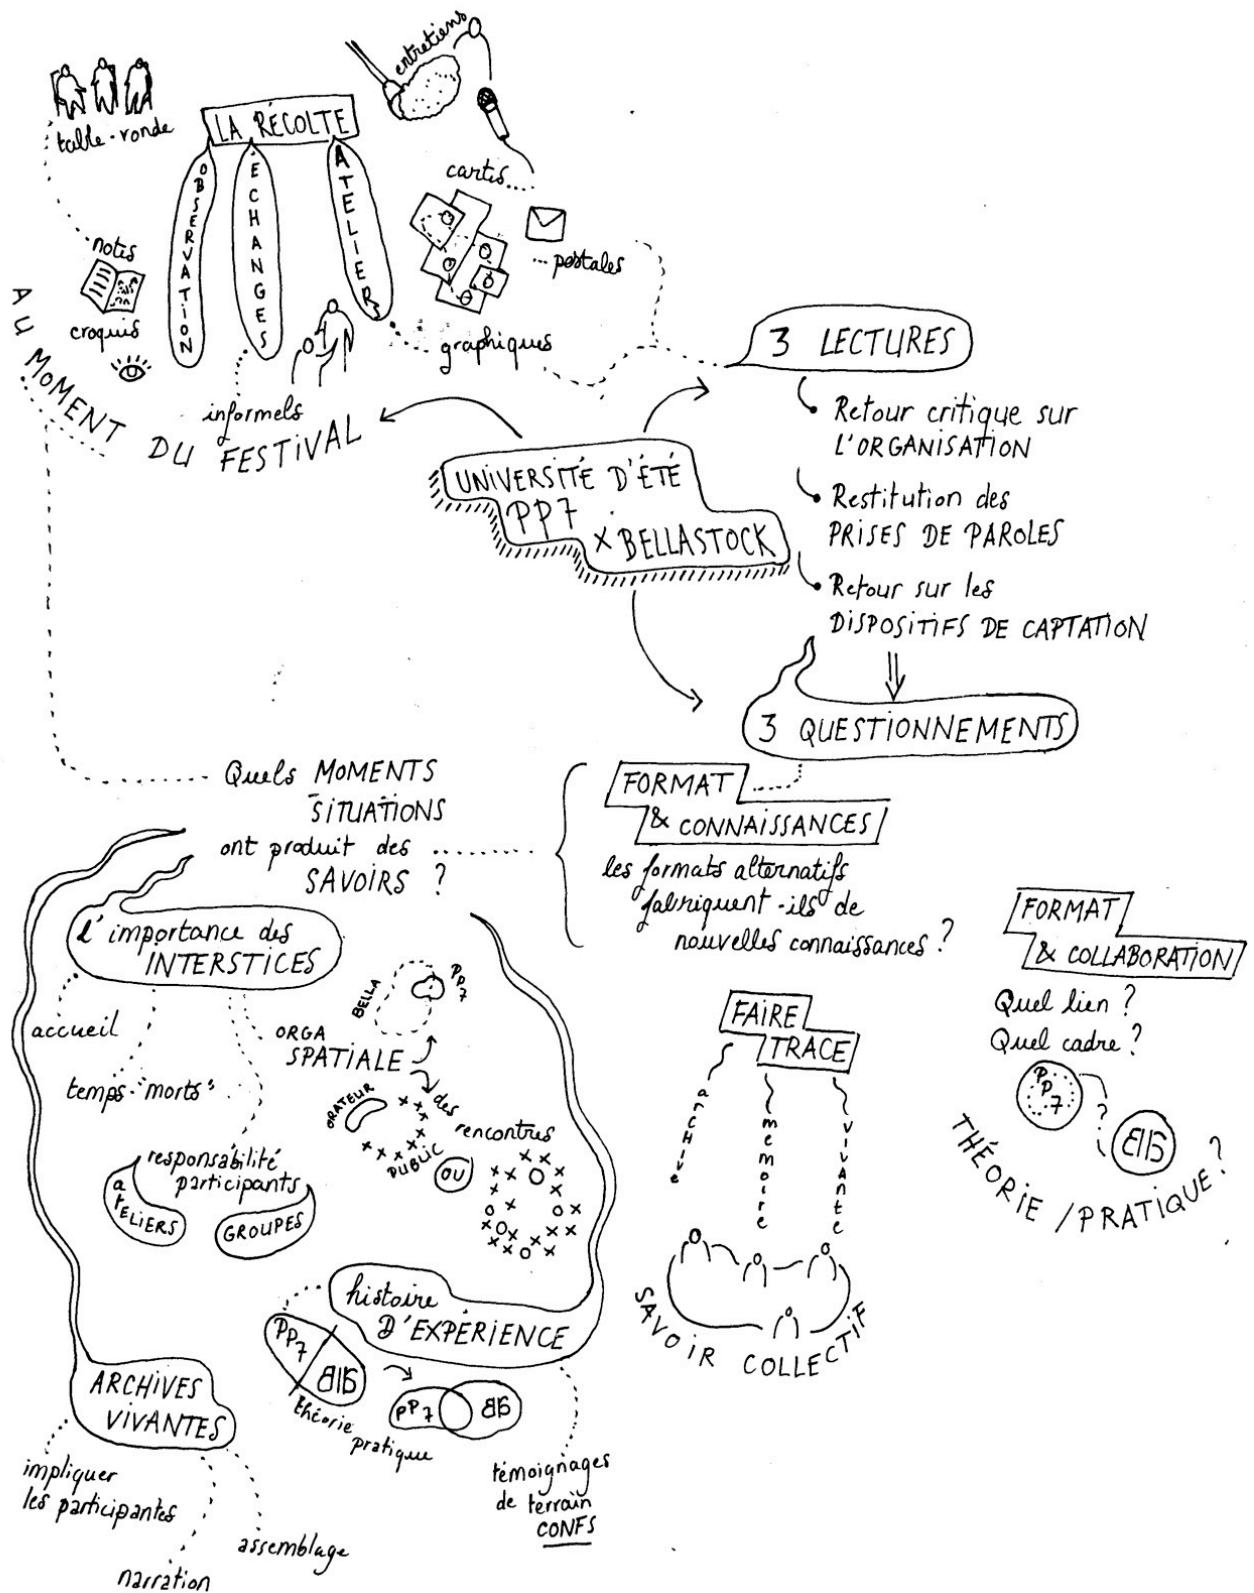 entretiens
table-ronde
LA RÉCOLTE
OBSERVATION
ÉCHANGES
ATELIERS
cartes....
... postales
notes
croquis
graphiques
informels
AU MOMENT DU FESTIVAL
UNIVERSITÉ D'ÉTÉ
PP7
x BELLASTOCK
3 LECTURES
Retour critique sur
L'ORGANISATION
Restitution des
PRISES DE PAROLES
Retour sur les
DISPOSITIFS DE CAPTATION
3 QUESTIONNEMENTS
Quels MOMENTS
SITUATIONS
ont produit des
SAVOIRS ?
FORMAT
& CONNAISSANCES
les formats alternatifs
fabriquent-ils de
nouvelles connaissances ?
FORMAT
& COLLABORATION
Quel lien ?
Quel cadre ?
PP7
?
THÉORIE / PRATIQUE ?
FAIRE
TRACE
archive
memoire
vivante
SAVOIR COLLECTIF
l'importance des
INTERSTICES
accueil
temps "morts"
responsabilité
participants
ATELIERS
GROUPES
ORGA
SPATIALE
BELLA
PP7
des
rencontres
ORATEUR
PUBLIC
OU
histoire
D'EXPÉRIENCE
PP7
théorie
pratique
PP7
témoignages
de terrain
CONFS
ARCHIVES
VIVANTES
impliquer
les participantes
narration
assemblage